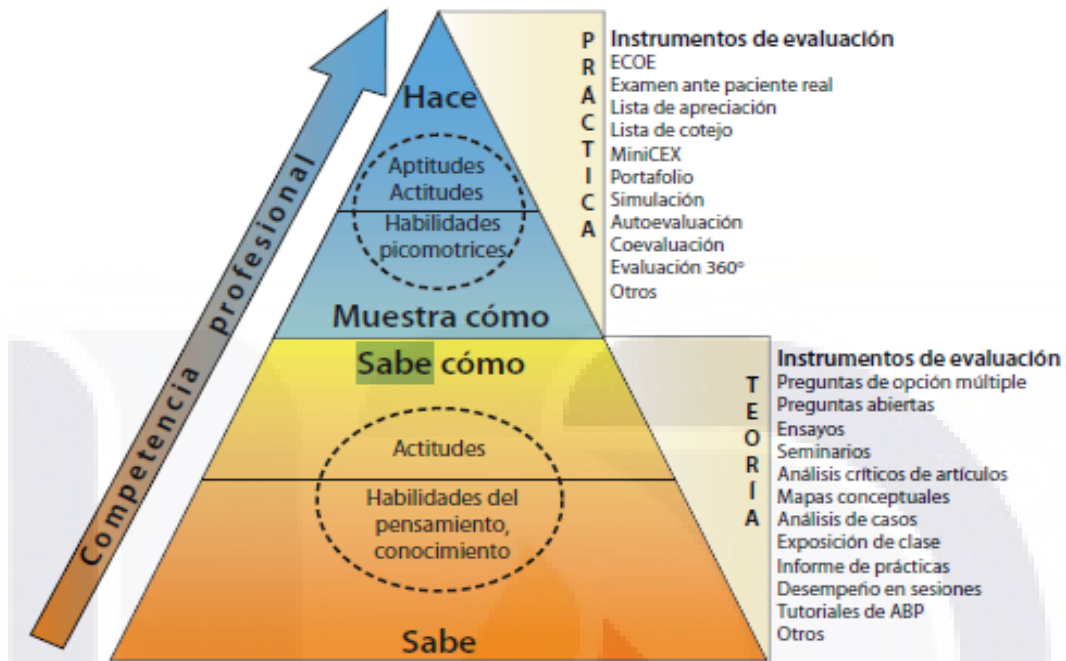 Competencia profesional
Hace
Aptitudes
Actitudes
Habilidades
picomotrices
Muestra cómo
Sabe cómo
Actitudes
Habilidades del
pensamiento,
conocimiento
Sabe
PRACTICA
Instrumentos de evaluación
ECOE
Examen ante paciente real
Lista de apreciación
Lista de cotejo
MiniCEX
Portafolio
Simulación
Autoevaluación
Coevaluación
Evaluación 360º
Otros
TEORÍA
Instrumentos de evaluación
Preguntas de opción múltiple
Preguntas abiertas
Ensayos
Seminarios
Análisis críticos de artículos
Mapas conceptuales
Análisis de casos
Exposición de clase
Informe de prácticas
Desempeño en sesiones
Tutoriales de ABP
Otros